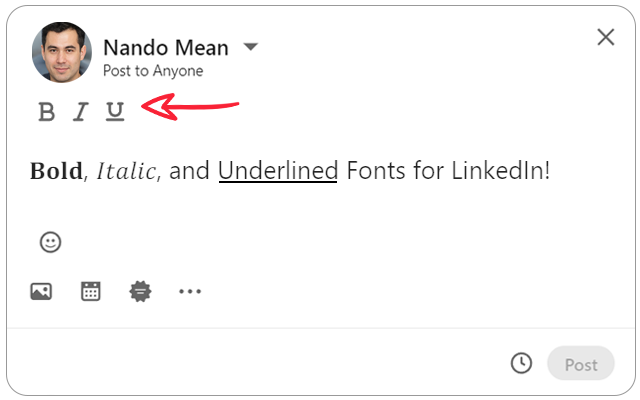 Nando Mean
Post to Anyone
B I U
Bold, Italic, and Underlined Fonts for LinkedIn!
Post